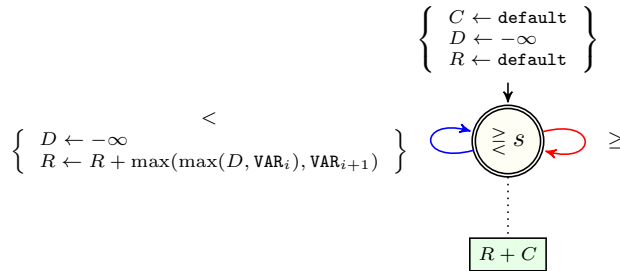 C ← default
D ← −∞
R ← default
<
D ← −∞
R ← R + max(max(D, VAR_i), VAR_{i+1})
≥
≤ s
≥
R + C